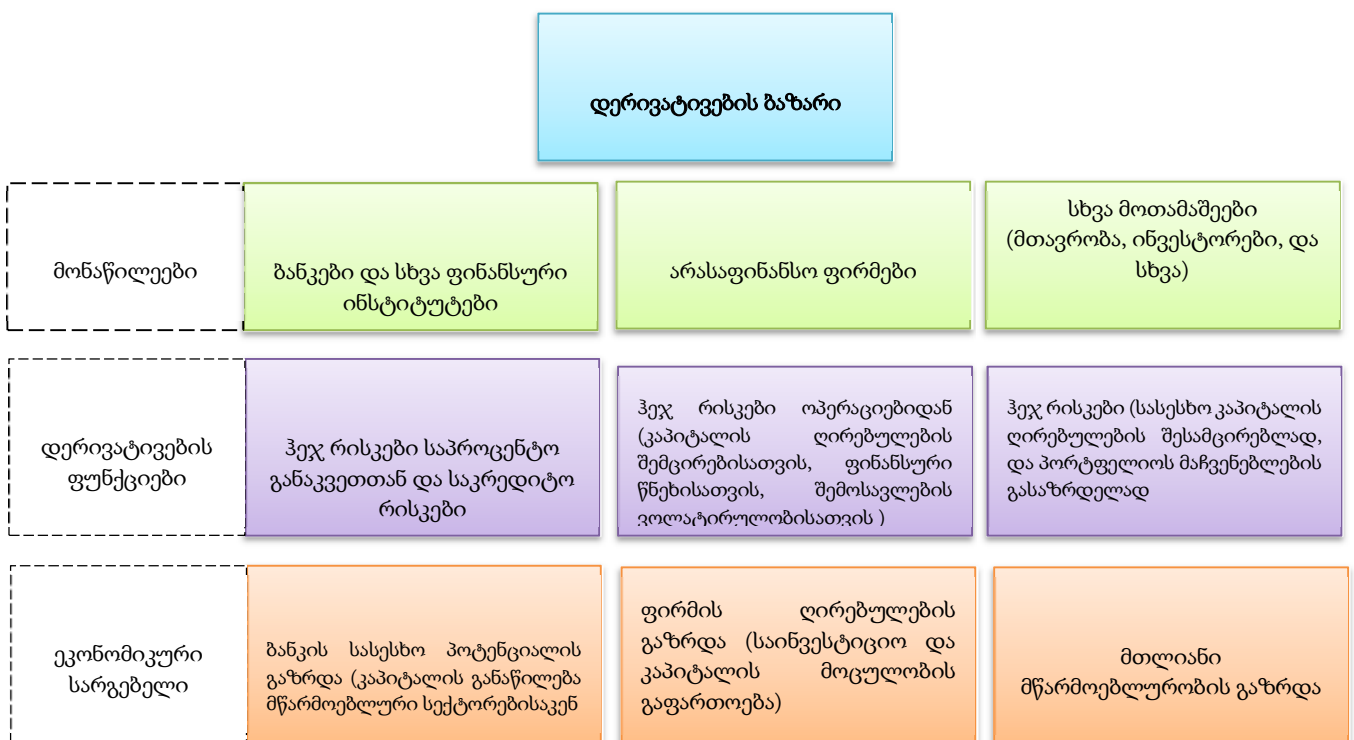 დერივატივების ბაზარი
მონაწილეები
ბანკები და სხვა ფინანსური
ინსტიტუტები
არასაფინანსო ფირმები
სხვა მოთამაშეები
(მთავრობა, ინვესტორები, და
სხვა)
დერივატივების
ფუნქციები
ჰეჯ რისკები საპროცენტო
განაკვეთთან და საკრედიტო
რისკები
ჰეჯ რისკები ოპერაციებიდან
(კაპიტალის ღირებულების
შემცირებისათვის, ფინანსური
წნეხისათვის, შემოსავლების
ვოლატირულობისათვის )
ჰეჯ რისკები (სასესხო კაპიტალის
ღირებულების შესამცირებლად,
და პორტფელიოს მაჩვენებლების
გასაზრდელად
ეკონომიკური
სარგებელი
ბანკის სასესხო პოტენციალის
გაზრდა (კაპიტალის განაწილება
მწარმოებლური სექტორებისაკენ
ფირმის ღირებულების
გაზრდა (საინვესტიციო და
კაპიტალის მოცულობის
გაფართოება)
მთლიანი
მწარმოებლურობის გაზრდა